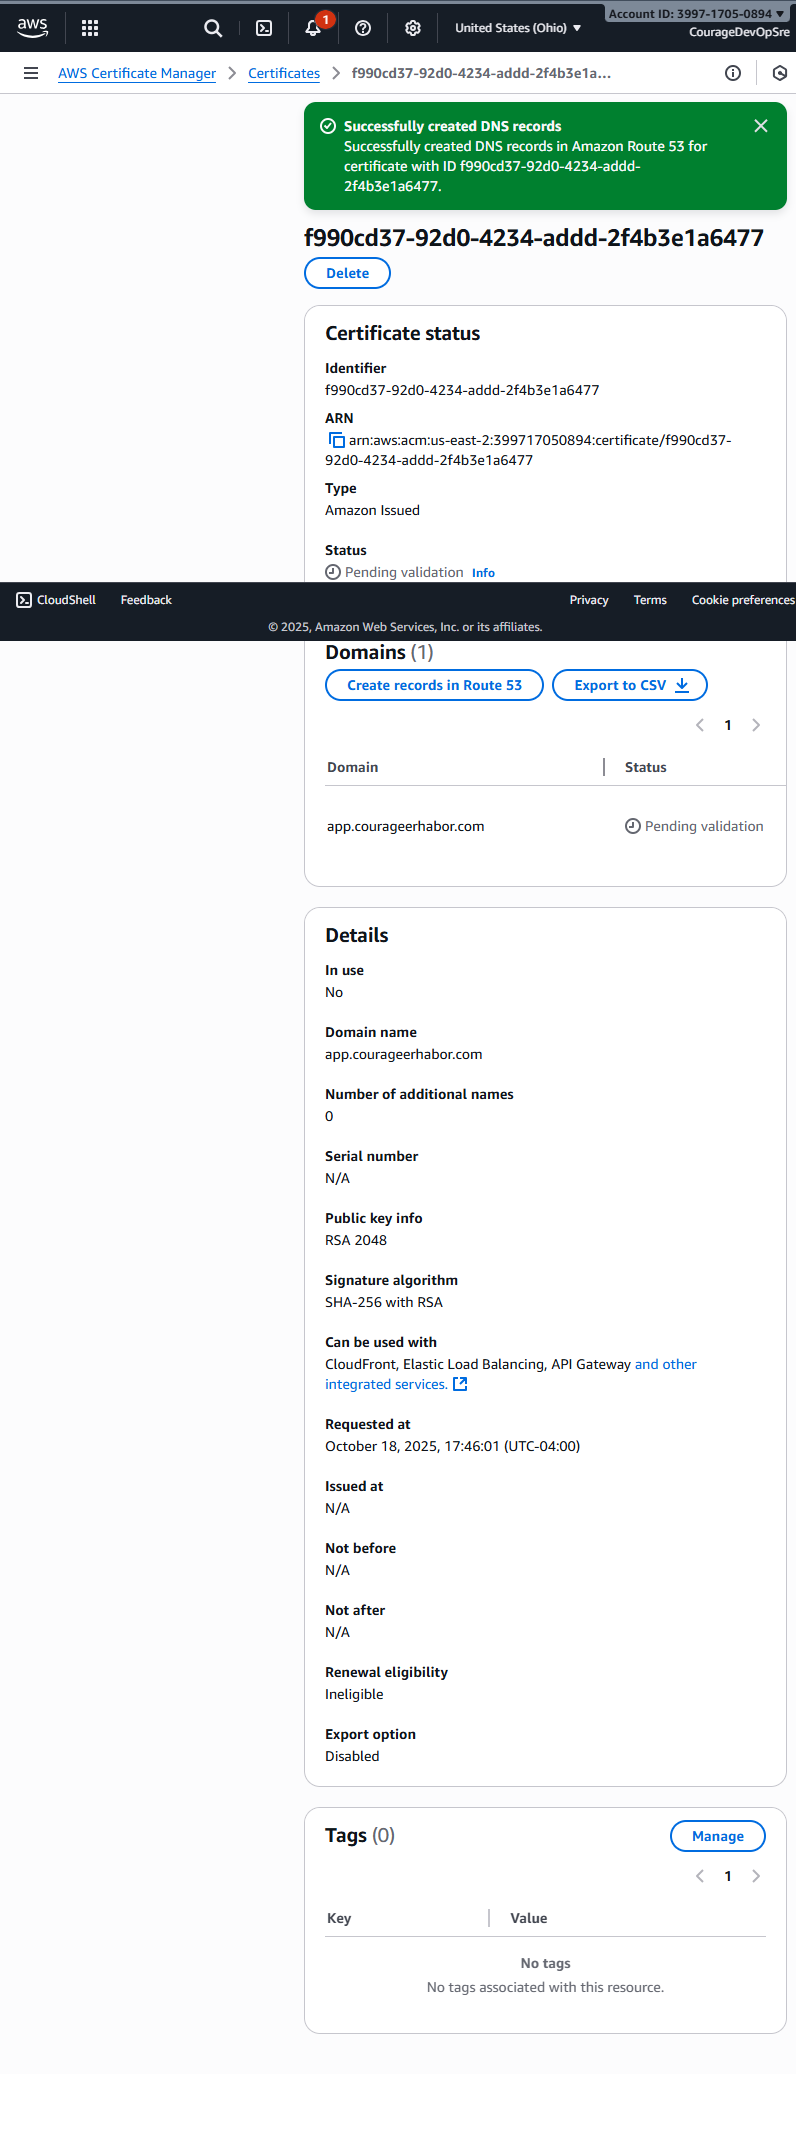 aws
1
United States (Ohio)
Account ID: 3997-1705-0894
CourageDevOpSre
AWS Certificate Manager
Certificates
f990cd37-92d0-4234-addd-2f4b3e1a...
Successfully created DNS records
Successfully created DNS records in Amazon Route 53 for
certificate with ID f990cd37-92d0-4234-addd-
2f4b3e1a6477.
f990cd37-92d0-4234-addd-2f4b3e1a6477
Delete
Certificate status
Identifier
f990cd37-92d0-4234-addd-2f4b3e1a6477
ARN
arn:aws:acm:us-east-2:399717050894:certificate/f990cd37-
92d0-4234-addd-2f4b3e1a6477
Type
Amazon Issued
Status
Pending validation Info
CloudShell
Feedback
Privacy
Terms
Cookie preferences
© 2025, Amazon Web Services, Inc. or its affiliates.
Domains (1)
Create records in Route 53
Export to CSV
1
Domain
Status
app.courageerhabor.com
Pending validation
Details
In use
No
Domain name
app.courageerhabor.com
Number of additional names
0
Serial number
N/A
Public key info
RSA 2048
Signature algorithm
SHA-256 with RSA
Can be used with
CloudFront, Elastic Load Balancing, API Gateway and other
integrated services.
Requested at
October 18, 2025, 17:46:01 (UTC-04:00)
Issued at
N/A
Not before
N/A
Not after
N/A
Renewal eligibility
Ineligible
Export option
Disabled
Tags (0)
Manage
1
Key
Value
No tags
No tags associated with this resource.